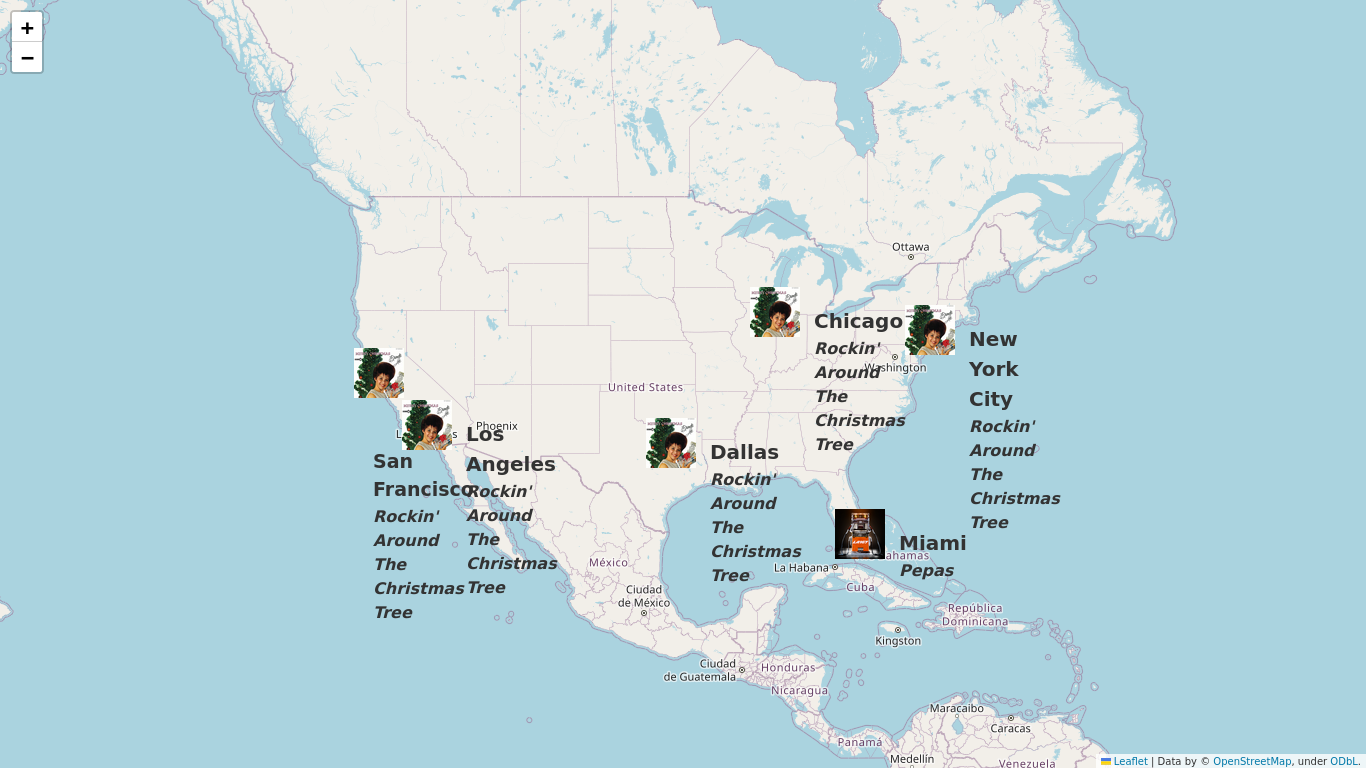 +
−
Ottawa
Chicago
Rockin'
Around
The
Christmas
Tree
Washington
New
York
City
Rockin'
Around
The
Christmas
Tree
United States
Phoenix
Los
Angeles
Rockin'
Around
The
Christmas
Tree
San
Francisco
Rockin'
Around
The
Christmas
Tree
Dallas
Rockin'
Around
The
Christmas
Tree
Miami
Pepas
México
La Habana
Cuba
Ciudad
de México
República
Dominicana
Kingston
Ciudad
de Guatemala
Honduras
Nicaragua
Maracaibo
Caracas
Panamá
Medellín
Venezuela
Leaflet | Data by © OpenStreetMap, under ODbL.